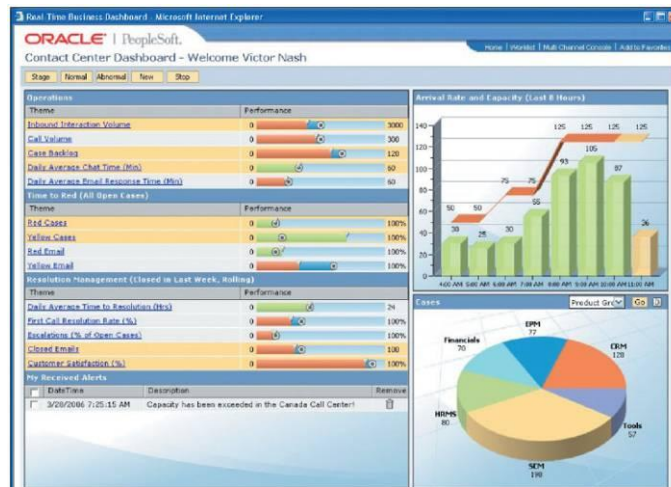 Real-Time Business Dashboard - Microsoft Internet Explorer
ORACLE | PeopleSoft.
Home | Worklist | Multi Channel Console | Add to Favorites
Contact Center Dashboard - Welcome Victor Nash
Stage Normal Abnormal New Stop
Operations
Theme Performance
Inbound Interaction Volume 0 3000
Call Volume 0 300
Case Backlog 0 120
Daily Average Chat Time (Min) 0 60
Daily Average Email Response Time (Min) 0 60
Time to Red (All Open Cases)
Theme Performance
Red Cases 0 100%
Yellow Cases 0 100%
Red Email 0 100%
Yellow Email 0 100%
Resolution Management (Closed in Last Week, Rolling)
Theme Performance
Daily Average Time to Resolution (Hrs) 0 24
First Call Resolution Rate (%) 0 100%
Escalations (% of Open Cases) 0 100%
Closed Emails 0 100
Customer Satisfaction (%) 0 100%
My Received Alerts
DateTime Description Remove
3/28/2006 7:25:15 AM Capacity has been exceeded in the Canada Call Center!
Arrival Rate and Capacity (Last 8 Hours)
140
120
100
80
60
40
20
0
50 50 75 75 125 125 125 125
30 25 30 55 93 105 87 36
4:00 AM 5:00 AM 6:00 AM 7:00 AM 8:00 AM 9:00 AM 10:00 AM 11:00 AM
Cases Product Gr Go
EPM
77
Financials
70
CRM
128
HRMS
80
Tools
57
SCM
198